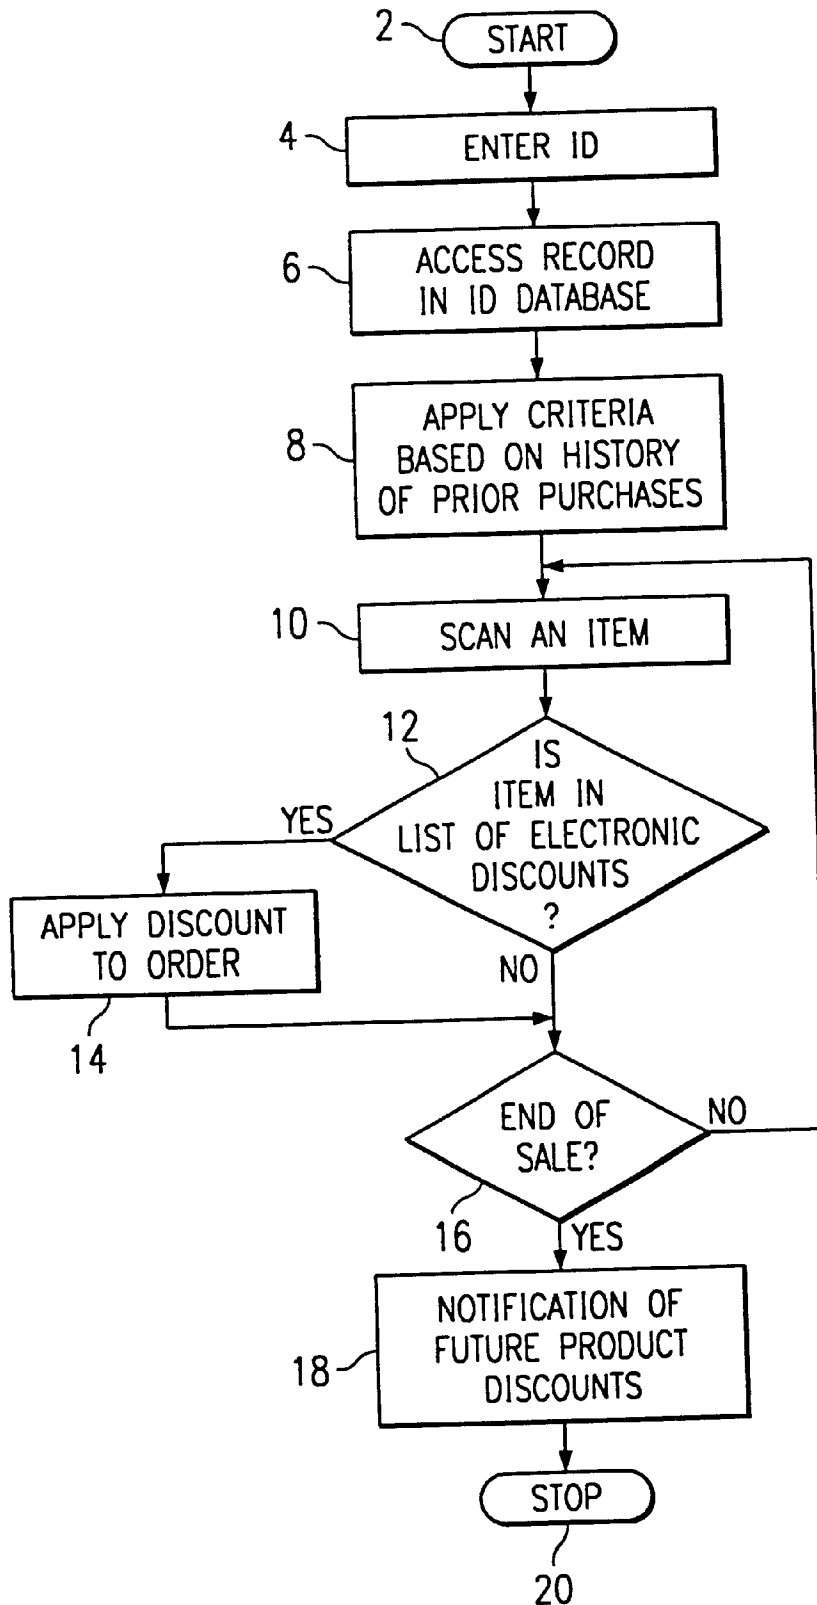 2
START
4
ENTER ID
6
ACCESS RECORD
IN ID DATABASE
8
APPLY CRITERIA
BASED ON HISTORY
OF PRIOR PURCHASES
10
SCAN AN ITEM
12
IS
ITEM IN
LIST OF ELECTRONIC
DISCOUNTS
?
YES
APPLY DISCOUNT
TO ORDER
14
NO
END OF
SALE?
NO
16
YES
NOTIFICATION OF
FUTURE PRODUCT
DISCOUNTS
18
STOP
20